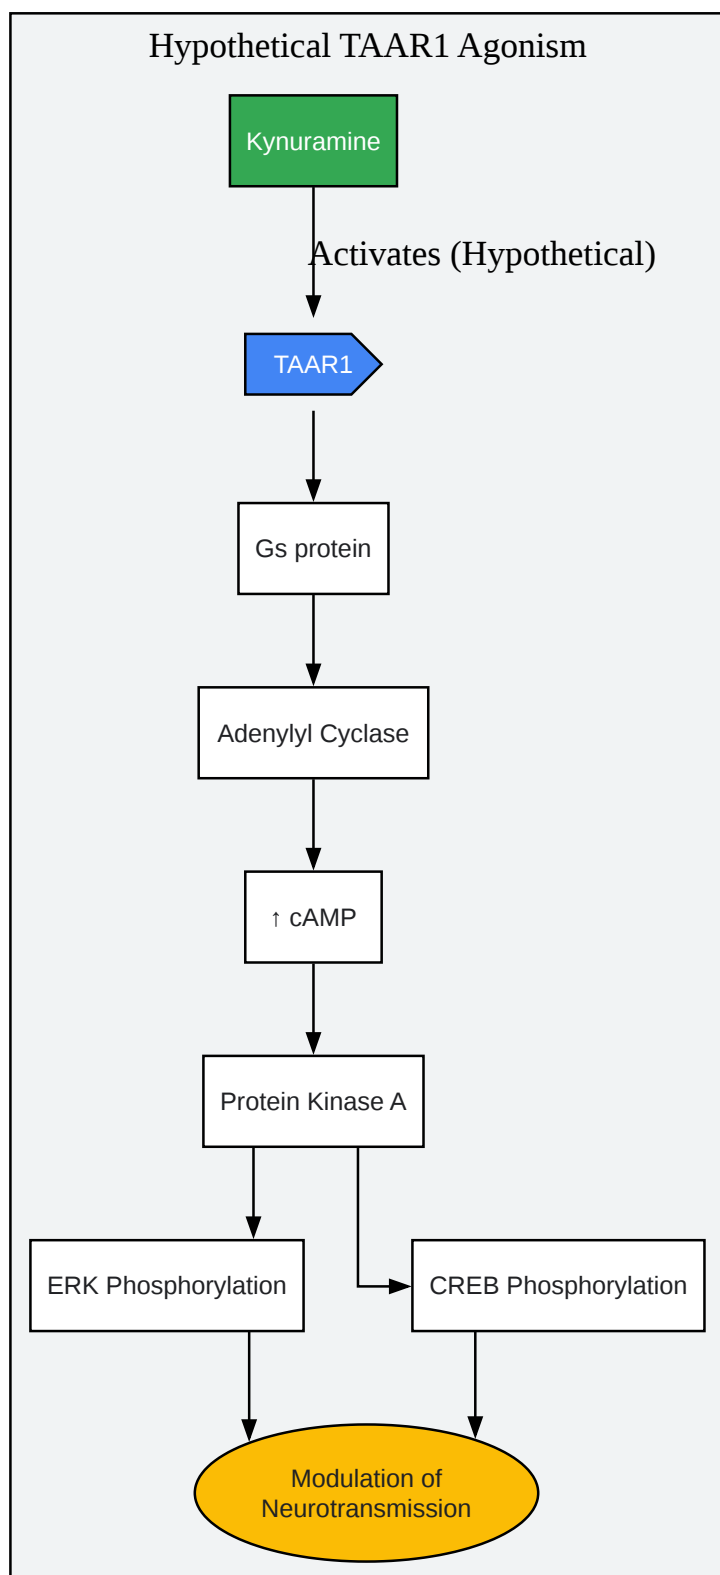 Hypothetical TAAR1 Agonism
Kynuramine
Activates (Hypothetical)
TAAR1
Gs protein
Adenylyl Cyclase
↑ cAMP
Protein Kinase A
ERK Phosphorylation
CREB Phosphorylation
Modulation of
Neurotransmission